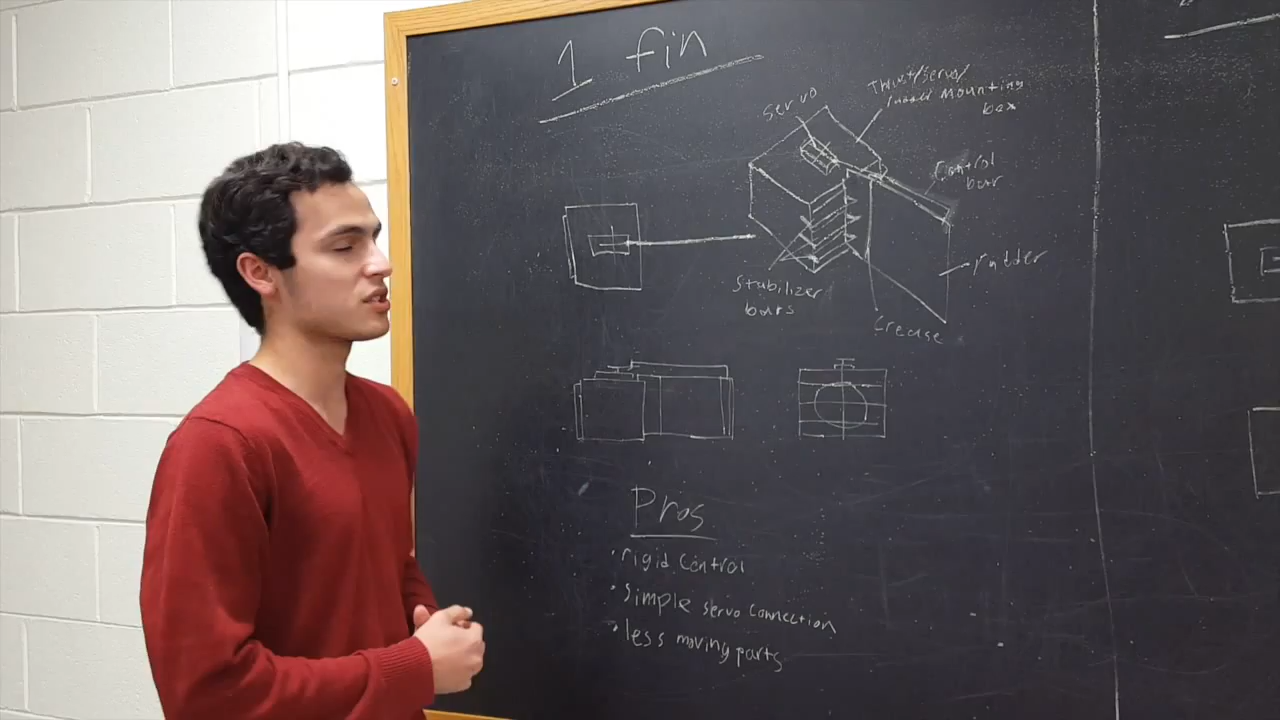 1 fin
servo
Thrust/servo/
mounting
box
Control
bar
rudder
Stabilizer
bars
Crease
Pros
• rigid control
• Simple servo connection
• less moving parts